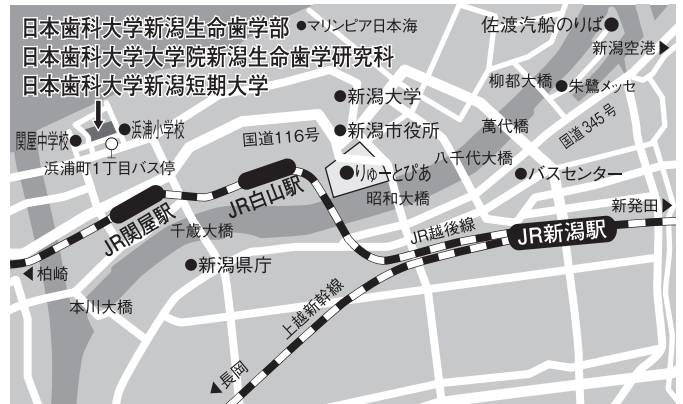 日本歯科大学新潟生命歯学部
日本歯科大学大学院新潟生命歯学研究科
日本歯科大学新潟短期大学
マリンピア日本海
佐渡汽船のりば
新潟空港
柳都大橋
朱鷺メッセ
新潟大学
新潟市役所
萬代橋
国道345号
関屋中学校
浜浦小学校
国道116号
浜浦町1丁目バス停
りゅーとぴあ
八千代大橋
バスセンター
昭和大橋
JR白山駅
JR関屋駅
新発田
千歳大橋
JR越後線
JR新潟駅
新潟県庁
柏崎
本川大橋
上越新幹線
長岡